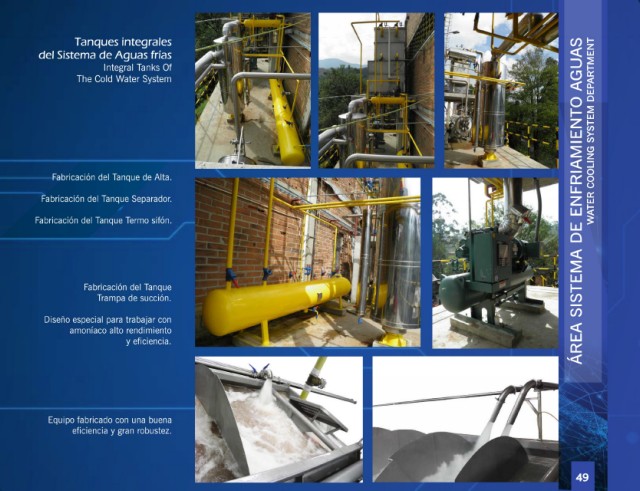 Tanques integrales
del Sistema de Aguas frías
Integral Tanks Of
The Cold Water System
Fabricación del Tanque de Alta.
Fabricación del Tanque Separador.
Fabricación del Tanque Termo sifón.
Fabricación del Tanque
Trampa de succión.
Diseño especial para trabajar con
amoníaco alto rendimiento
y eficiencia.
Equipo fabricado con una buena
eficiencia y gran robustez.
ÁREA SISTEMA DE ENFRIAMIENTO AGUAS
WATER COOLING SYSTEM DEPARTMENT
49